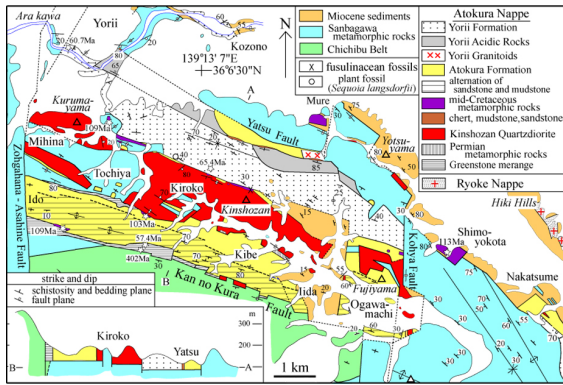 Ara kawa
Yorii
60.7Ma
Kozono
139°13' 7"E
36°6'30"N
N
Miocene sediments
Sanbagawa
metamorphic rocks
Chichibu Belt
fusulinacean fossils
plant fossil
(Sequoia langsdorfii)
Atokura Nappe
Yorii Formation
Yorii Acidic Rocks
Yorii Granitoids
Atokura Formation
alternation of
sandstone and mudstone
mid-Cretaceous
metamorphic rocks
chert, mudstone,sandstone
Kinshozan Quartzdiorite
Permian
metamorphic rocks
Greenstone merange
Ryoke Nappe
Kuruma-
yama
109Ma
Mihina
Tochiya
A
Mure
Yatsu Fault
Yotsu-
yama
65.4Ma
Kiroko
Kinshozan
Zohgahana - Asahine Fault
Ido
109Ma
103Ma
57.4Ma
402Ma
Kibe
B
Kan no Kura
Fault
Iida
Fujiyama
Ogawa-
machi
Kohya Fault
Shimo-
yokota
113Ma
Hiki Hills
Nakatsume
strike and dip
schistosity and bedding plane
fault plane
Kiroko
Yatsu
m
300
200
100
B
A
1 km